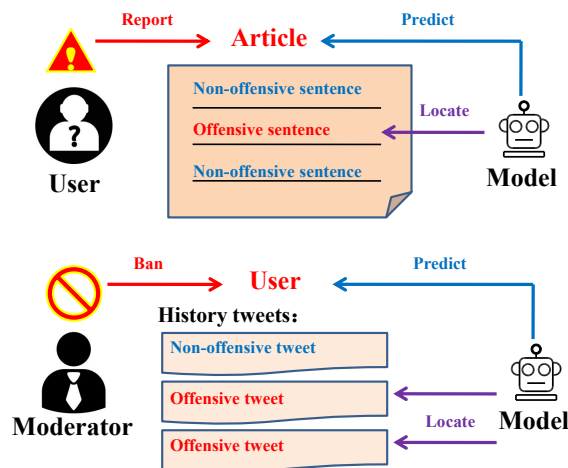 Report
Article
Predict
Non-offensive sentence
Offensive sentence
Locate
Non-offensive sentence
?
User
Model
Ban
User
Predict
History tweets：
Non-offensive tweet
Offensive tweet
Locate
Offensive tweet
Moderator
Model